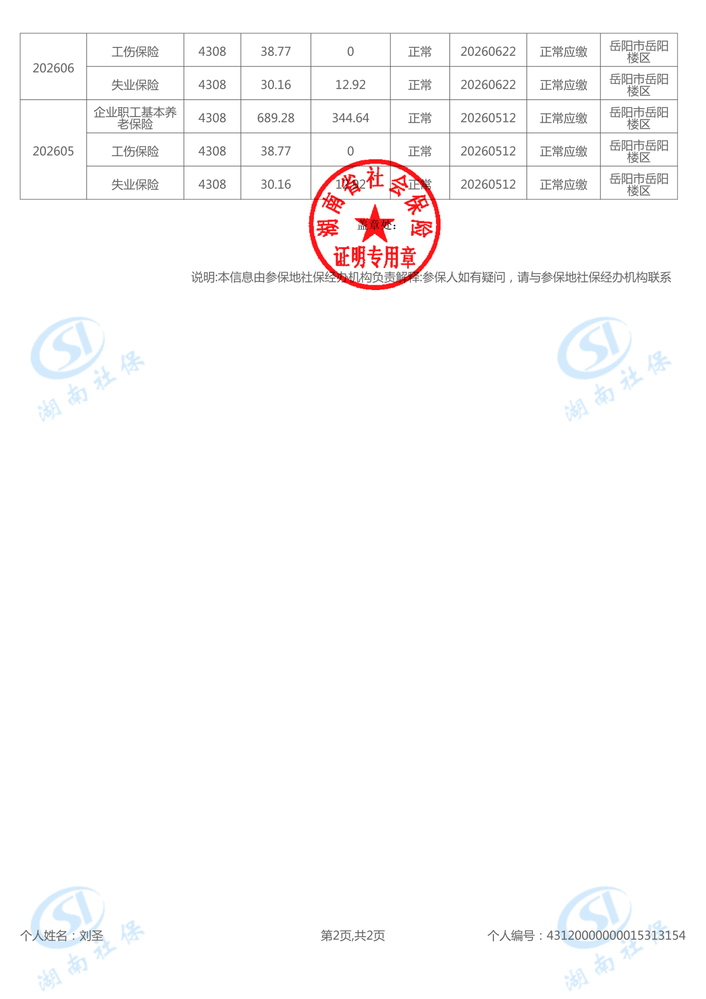 202606 工伤保险 4308 38.77 0 正常 20260622 正常应缴 岳阳市岳阳楼区
失业保险 4308 30.16 12.92 正常 20260622 正常应缴 岳阳市岳阳楼区
202605 企业职工基本养老保险 4308 689.28 344.64 正常 20260512 正常应缴 岳阳市岳阳楼区
工伤保险 4308 38.77 0 正常 20260512 正常应缴 岳阳市岳阳楼区
失业保险 4308 30.16 12.92 正常 20260512 正常应缴 岳阳市岳阳楼区
湖南省社会保险
盖章处：
证明专用章
说明:本信息由参保地社保经办机构负责解释:参保人如有疑问，请与参保地社保经办机构联系
SI 湖南社保
SI 湖南社保
SI 湖南社保
SI 湖南社保
个人姓名：刘圣 第2页,共2页 个人编号：43120000000015313154